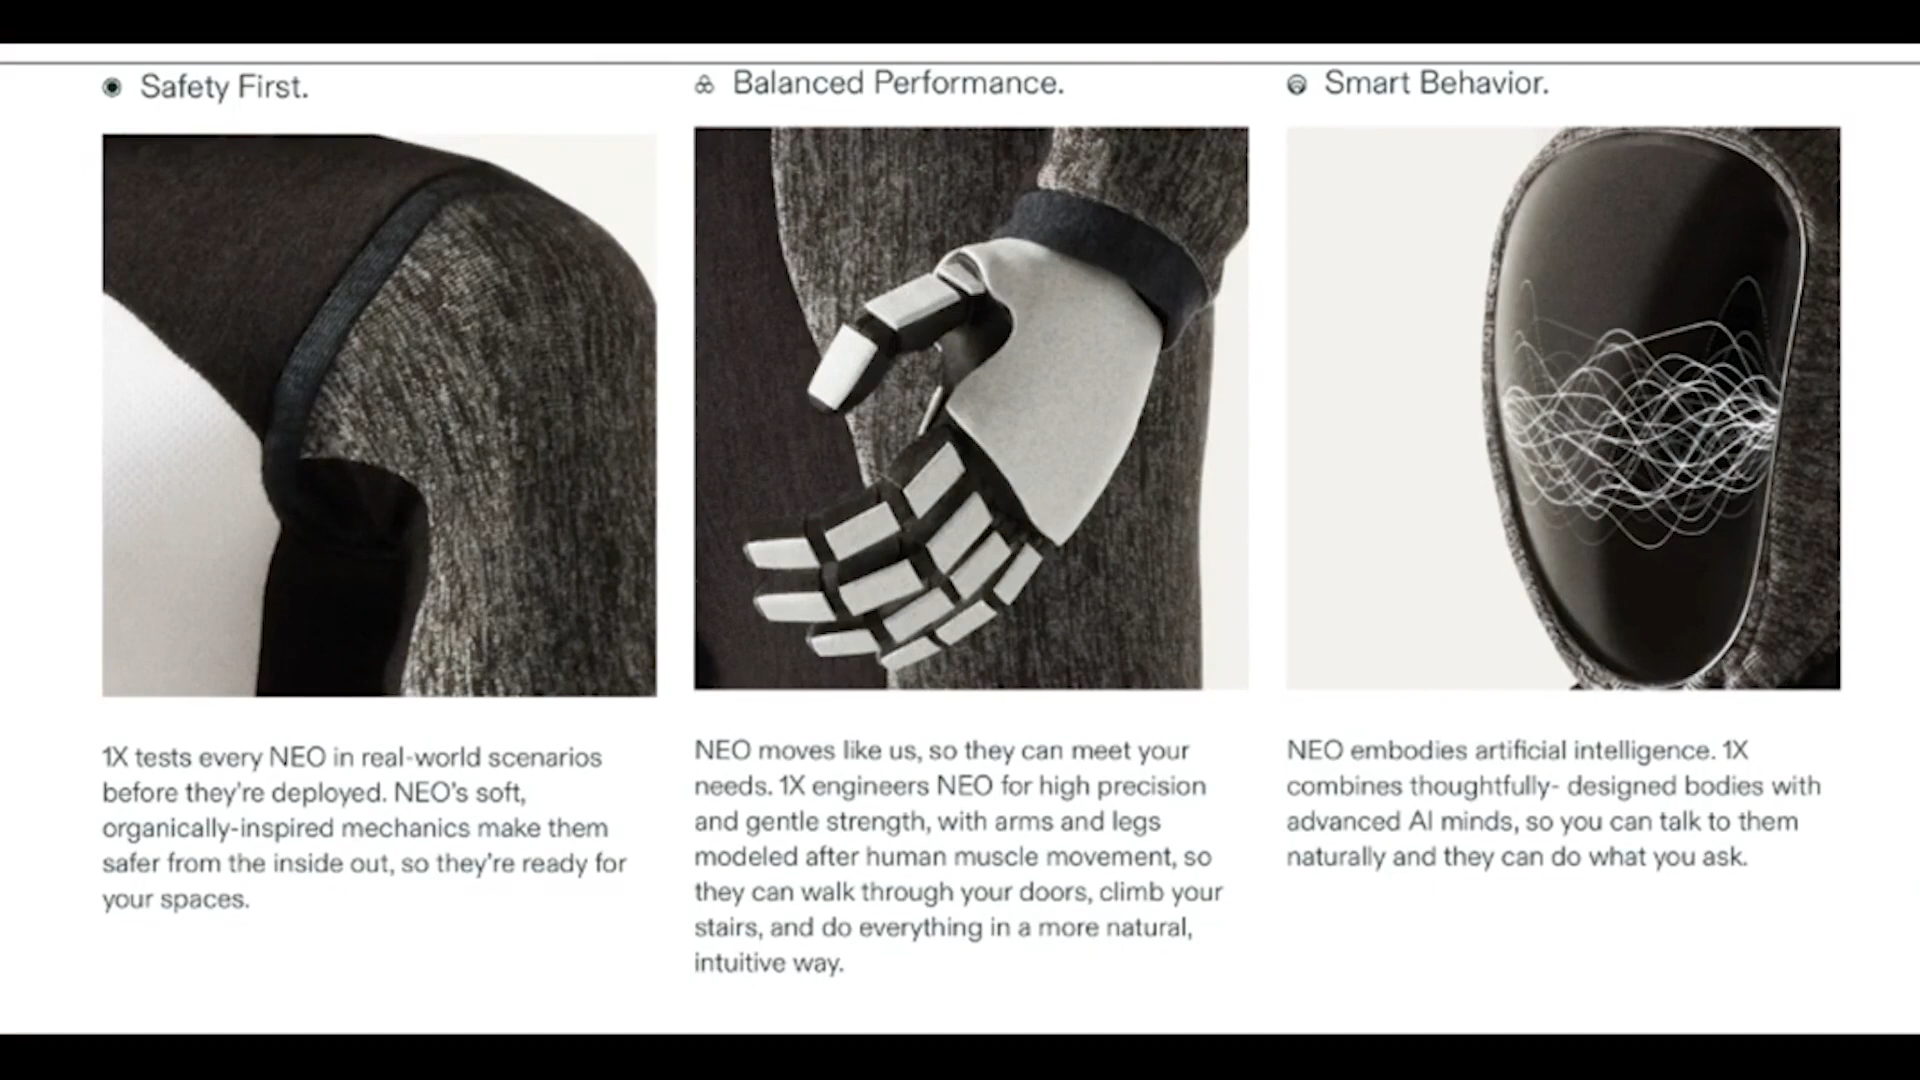 Safety First.
1X tests every NEO in real-world scenarios
before they're deployed. NEO's soft,
organically-inspired mechanics make them
safer from the inside out, so they're ready for
your spaces.
Balanced Performance.
NEO moves like us, so they can meet your
needs. 1X engineers NEO for high precision
and gentle strength, with arms and legs
modeled after human muscle movement, so
they can walk through your doors, climb your
stairs, and do everything in a more natural,
intuitive way.
Smart Behavior.
NEO embodies artificial intelligence. 1X
combines thoughtfully- designed bodies with
advanced AI minds, so you can talk to them
naturally and they can do what you ask.